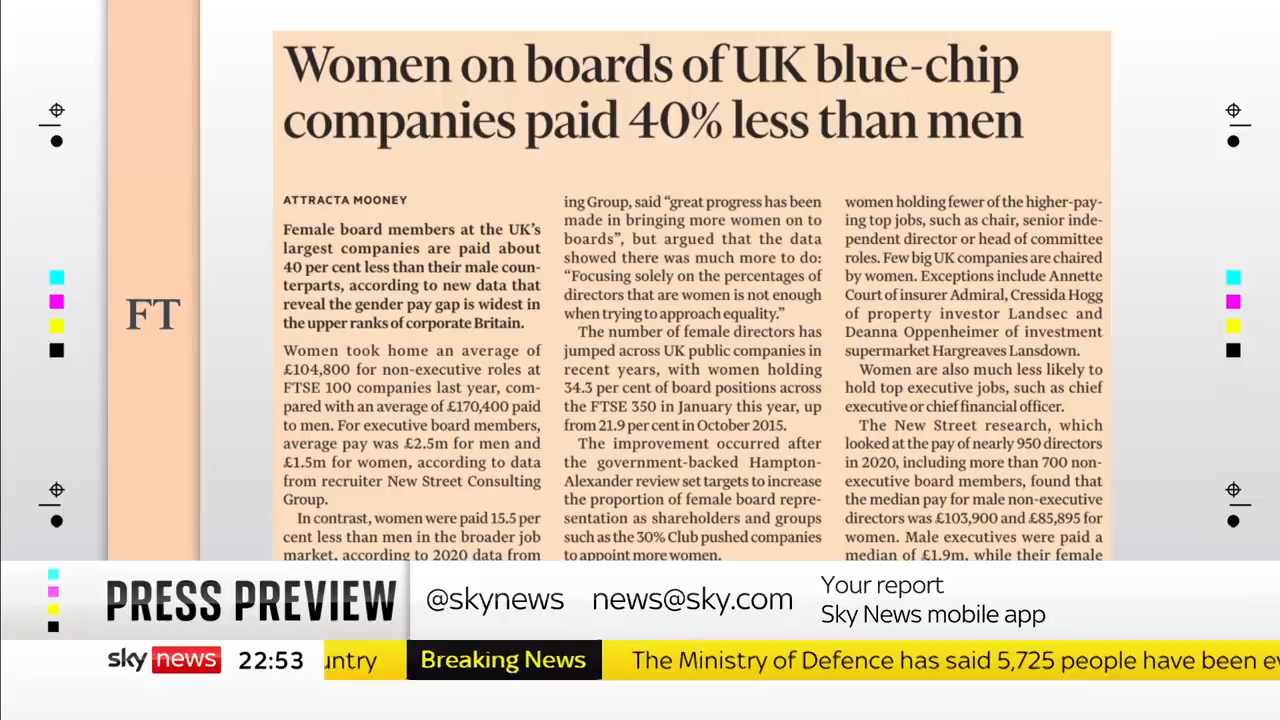 FT
Women on boards of UK blue-chip
companies paid 40% less than men
ATTRACTA MOONEY
Female board members at the UK's
largest companies are paid about
40 per cent less than their male coun-
terparts, according to new data that
reveal the gender pay gap is widest in
the upper ranks of corporate Britain.
Women took home an average of
£104,800 for non-executive roles at
FTSE 100 companies last year, com-
pared with an average of £170,400 paid
to men. For executive board members,
average pay was £2.5m for men and
£1.5m for women, according to data
from recruiter New Street Consulting
Group.
In contrast, women were paid 15.5 per
cent less than men in the broader job
market, according to 2020 data from
ing Group, said "great progress has been
made in bringing more women on to
boards", but argued that the data
showed there was much more to do:
"Focusing solely on the percentages of
directors that are women is not enough
when trying to approach equality."
The number of female directors has
jumped across UK public companies in
recent years, with women holding
34.3 per cent of board positions across
the FTSE 350 in January this year, up
from 21.9 per cent in October 2015.
The improvement occurred after
the government-backed Hampton-
Alexander review set targets to increase
the proportion of female board repre-
sentation as shareholders and groups
such as the 30% Club pushed companies
to appoint more women.
women holding fewer of the higher-pay-
ing top jobs, such as chair, senior inde-
pendent director or head of committee
roles. Few big UK companies are chaired
by women. Exceptions include Annette
Court of insurer Admiral, Cressida Hogg
of property investor Landsec and
Deanna Oppenheimer of investment
supermarket Hargreaves Lansdown.
Women are also much less likely to
hold top executive jobs, such as chief
executive or chief financial officer.
The New Street research, which
looked at the pay of nearly 950 directors
in 2020, including more than 700 non-
executive board members, found that
the median pay for male non-executive
directors was £103,900 and £85,895 for
women. Male executives were paid a
median of £1.9m, while their female
PRESS PREVIEW
@skynews news@sky.com
Your report
Sky News mobile app
sky news 22:53
untry Breaking News The Ministry of Defence has said 5,725 people have been ev